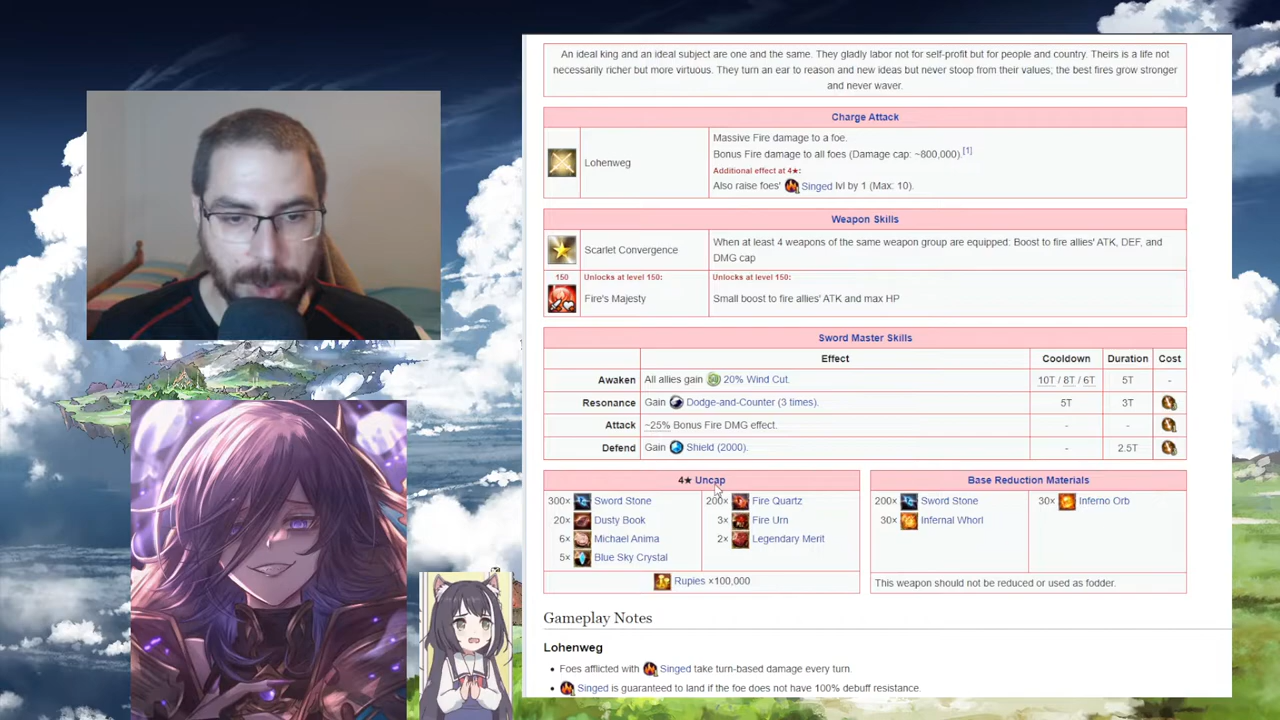 An ideal king and an ideal subject are one and the same. They gladly labor not for self-profit but for people and country. Theirs is a life not
necessarily richer but more virtuous. They turn an ear to reason and new ideas but never stoop from their values; the best fires grow stronger
and never waver.
Charge Attack
Lohenweg
Massive Fire damage to a foe.
Bonus Fire damage to all foes (Damage cap: ~800,000).[1]
Additional effect at 4★:
Also raise foes' Singed lvl by 1 (Max: 10).
Weapon Skills
Scarlet Convergence
When at least 4 weapons of the same weapon group are equipped: Boost to fire allies' ATK, DEF, and
DMG cap
150 Unlocks at level 150: Unlocks at level 150:
Fire's Majesty Small boost to fire allies' ATK and max HP
Sword Master Skills
Effect Cooldown Duration Cost
Awaken All allies gain 20% Wind Cut. 10T / 8T / 6T 5T -
Resonance Gain Dodge-and-Counter (3 times). 5T 3T
Attack ~25% Bonus Fire DMG effect. - -
Defend Gain Shield (2000). - 2.5T
4★ Uncap
300× Sword Stone 200× Fire Quartz
20× Dusty Book 3× Fire Urn
6× Michael Anima 2× Legendary Merit
5× Blue Sky Crystal
Rupies ×100,000
Base Reduction Materials
200× Sword Stone 30× Inferno Orb
30× Infernal Whorl
This weapon should not be reduced or used as fodder.
Gameplay Notes
Lohenweg
• Foes afflicted with Singed take turn-based damage every turn.
• Singed is guaranteed to land if the foe does not have 100% debuff resistance.